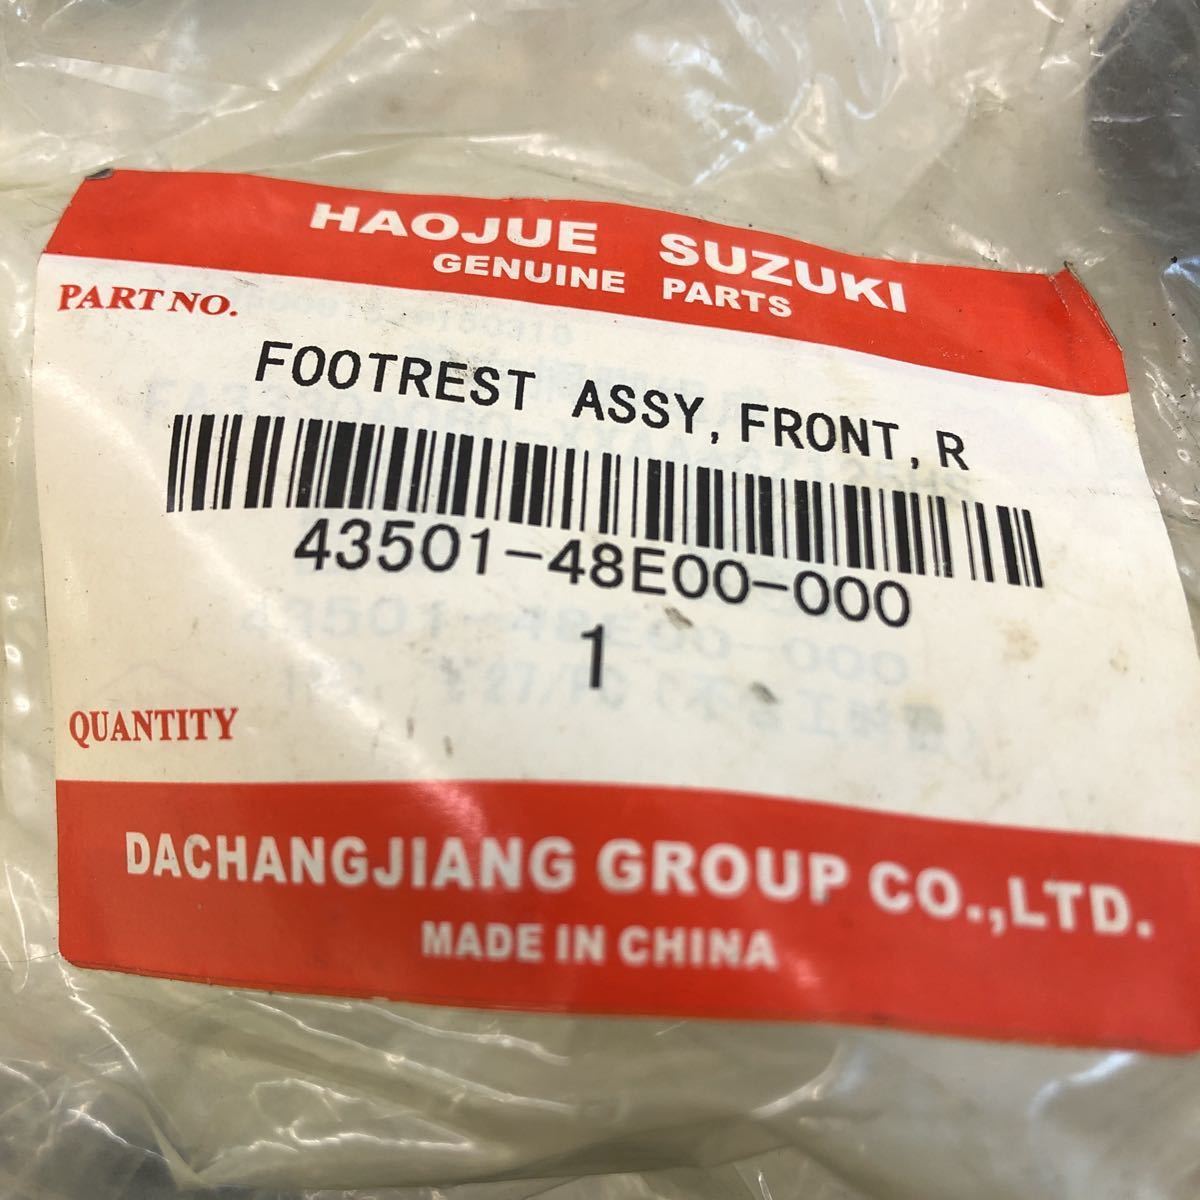 HAOJUE SUZUKI
GENUINE PARTS
PART NO.
FOOTREST ASSY, FRONT, R
43501-48E00-000
1
QUANTITY
DACHANGJIANG GROUP CO.,LTD.
MADE IN CHINA